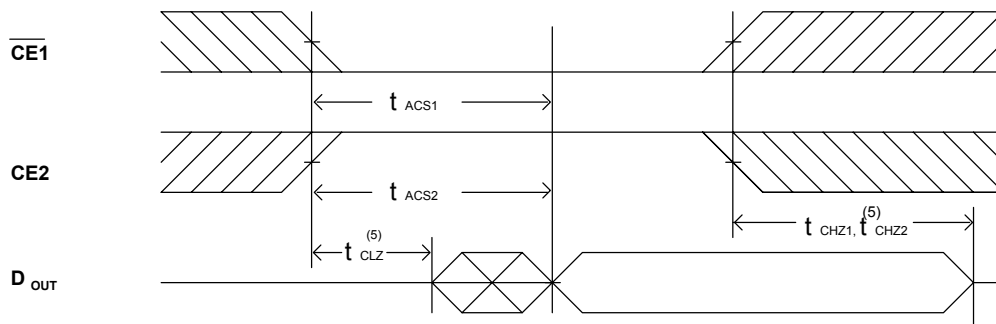 CE1
t ACS1
CE2
t ACS2
t CHZ1, t CHZ2 (5)
t CLZ (5)
D OUT